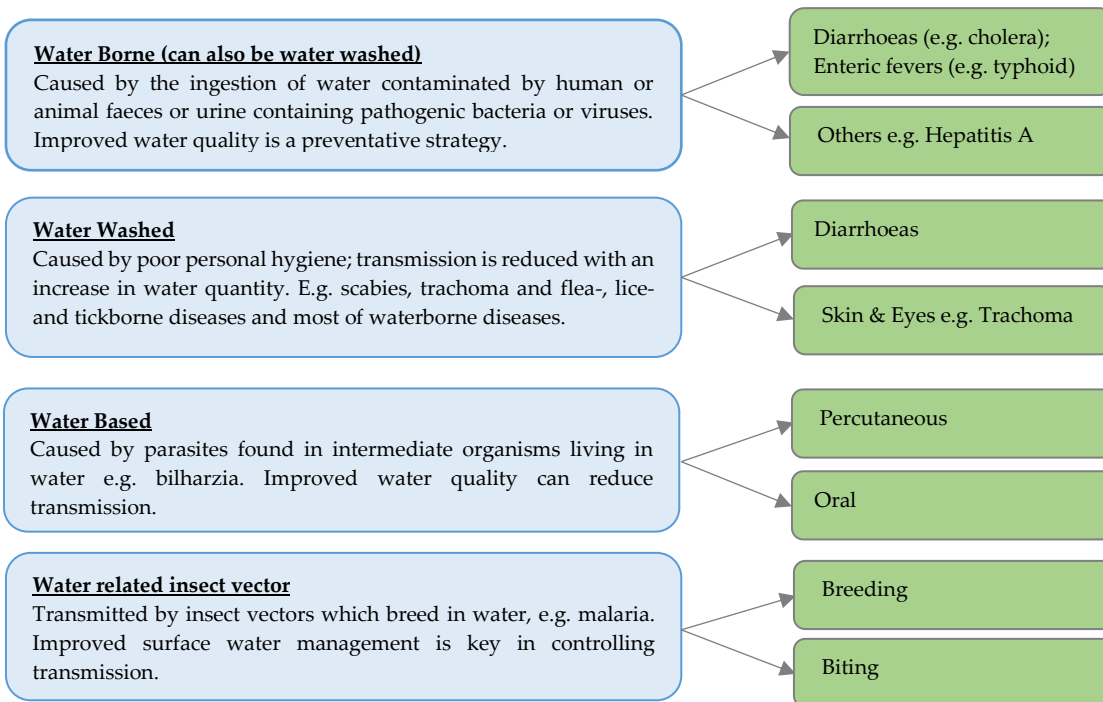 Water Borne (can also be water washed)
Caused by the ingestion of water contaminated by human or
animal faeces or urine containing pathogenic bacteria or viruses.
Improved water quality is a preventative strategy.
Diarrhoeas (e.g. cholera);
Enteric fevers (e.g. typhoid)
Others e.g. Hepatitis A
Water Washed
Caused by poor personal hygiene; transmission is reduced with an
increase in water quantity. E.g. scabies, trachoma and flea-, lice-
and tickborne diseases and most of waterborne diseases.
Diarrhoeas
Skin & Eyes e.g. Trachoma
Water Based
Caused by parasites found in intermediate organisms living in
water e.g. bilharzia. Improved water quality can reduce
transmission.
Percutaneous
Oral
Water related insect vector
Transmitted by insect vectors which breed in water, e.g. malaria.
Improved surface water management is key in controlling
transmission.
Breeding
Biting